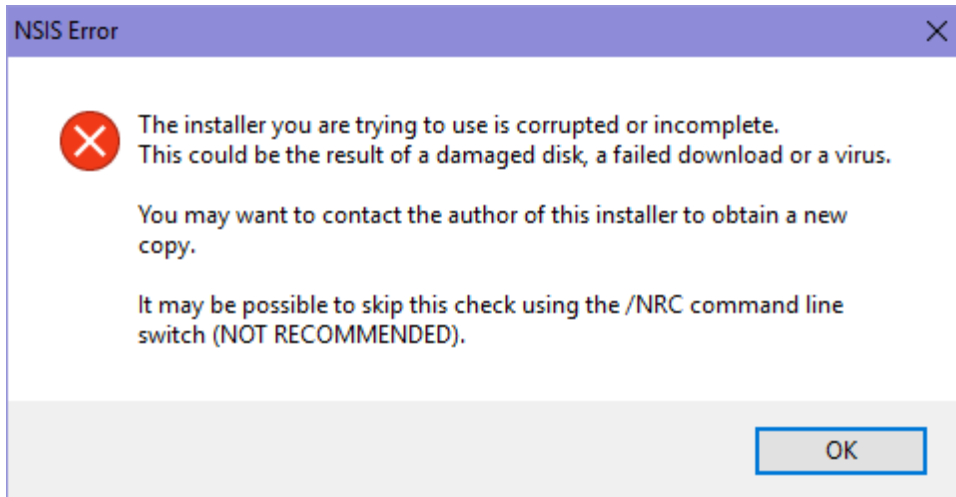 NSIS Error
The installer you are trying to use is corrupted or incomplete.
This could be the result of a damaged disk, a failed download or a virus.
You may want to contact the author of this installer to obtain a new
copy.
It may be possible to skip this check using the /NRC command line
switch (NOT RECOMMENDED).
OK